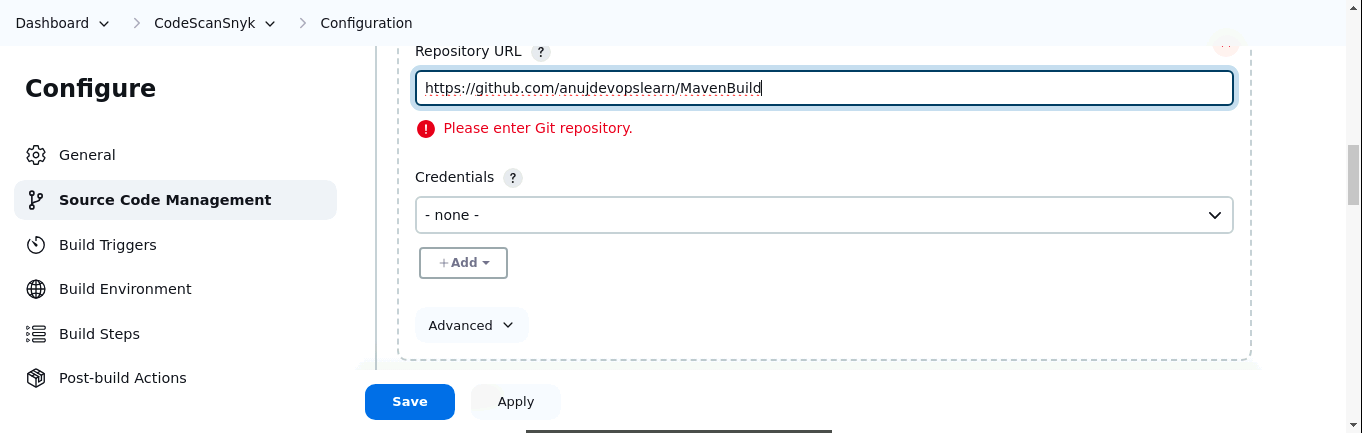 Dashboard CodeScanSnyk Configuration
Repository URL ?
Configure
https://github.com/anujdevopslearn/MavenBuild
! Please enter Git repository.
General
Credentials ?
Source Code Management
- none -
Build Triggers
+Add
Build Environment
Advanced
Build Steps
Post-build Actions
Save Apply